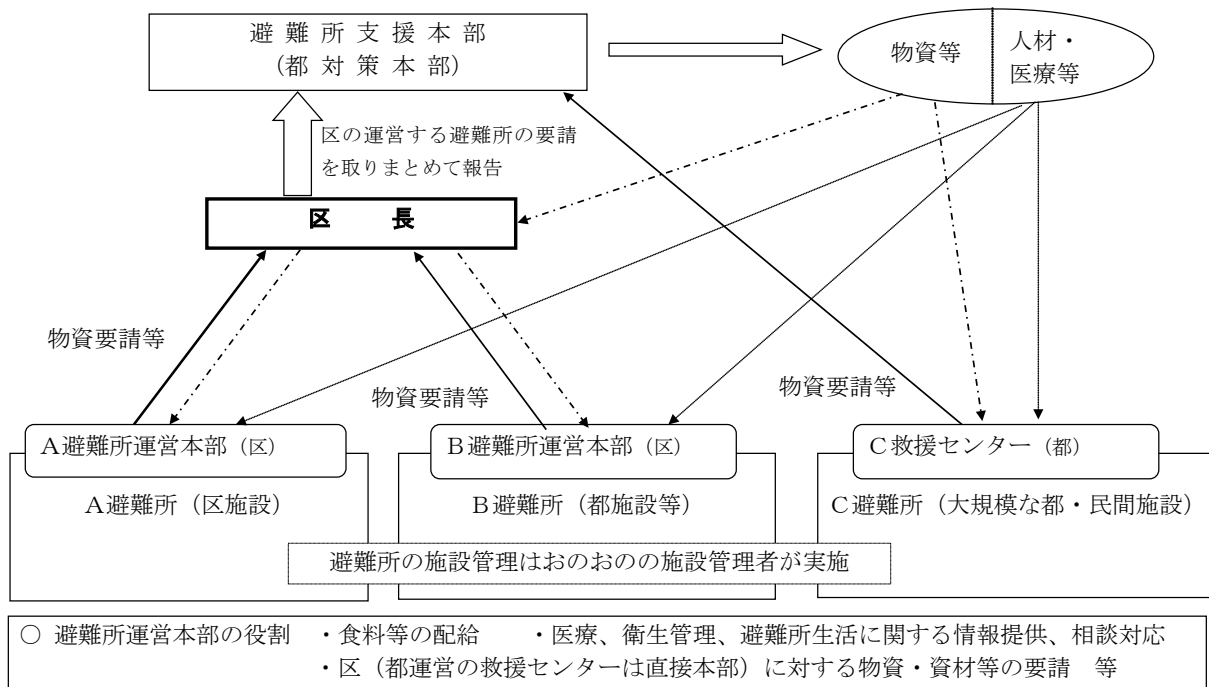 避難所支援本部
（都対策本部）
物資等
人材・
医療等
区の運営する避難所の要請
を取りまとめて報告
区　　長
物資要請等
物資要請等
物資要請等
Ａ避難所運営本部（区）
Ｂ避難所運営本部（区）
Ｃ救援センター（都）
Ａ避難所（区施設）
Ｂ避難所（都施設等）
Ｃ避難所（大規模な都・民間施設）
避難所の施設管理はおのおのの施設管理者が実施
○ 避難所運営本部の役割　・食料等の配給　　・医療、衛生管理、避難所生活に関する情報提供、相談対応
・区（都運営の救援センターは直接本部）に対する物資・資材等の要請　等